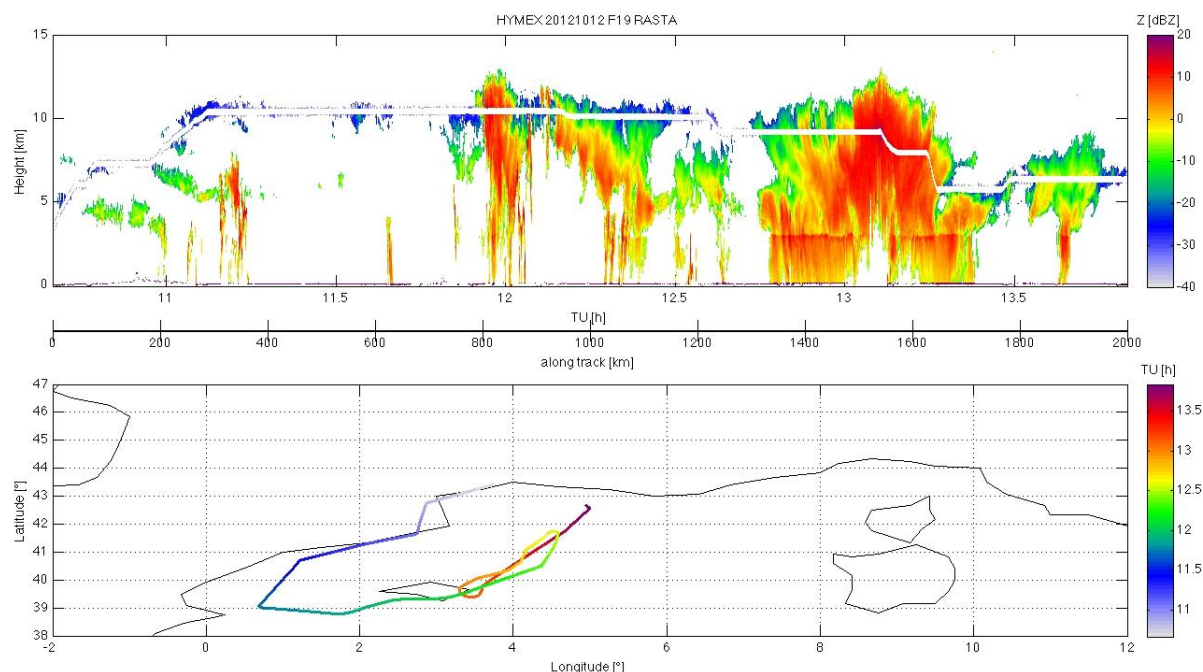 HYMEX 20121012 F19 RASTA
Z [dBZ]
15
10
5
0
Height [km]
20
10
0
-10
-20
-30
-40
11 11.5 12 12.5 13 13.5
TU [h]
0 200 400 600 800 1000 1200 1400 1600 1800 2000
along track [km]
TU [h]
47
46
45
44
43
42
41
40
39
38
Latitude [°]
13.5
13
12.5
12
11.5
11
-2 0 2 4 6 8 10 12
Longitude [°]